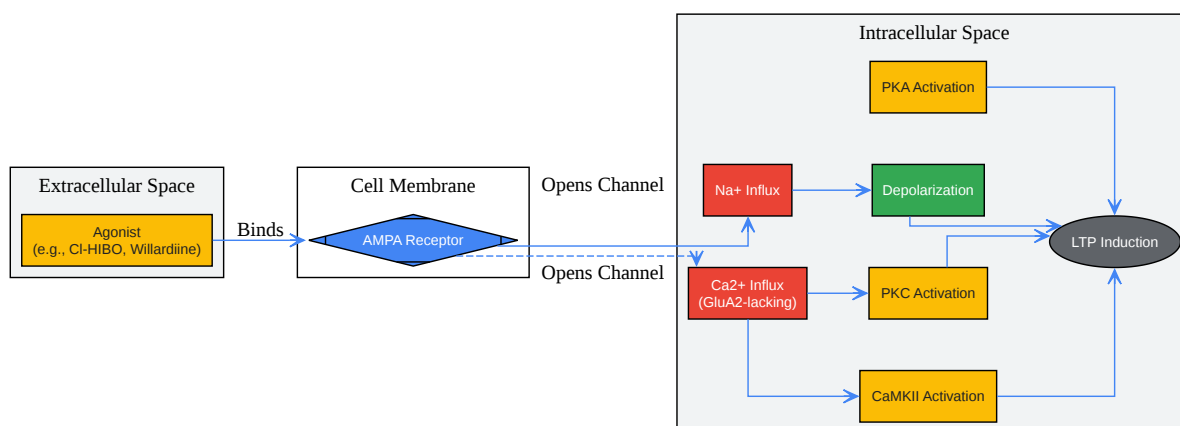 Intracellular Space
PKA Activation
Extracellular Space
Cell Membrane
Opens Channel
Na+ Influx
Depolarization
Agonist
(e.g., Cl-HIBO, Willardiine)
Binds
AMPA Receptor
LTP Induction
Opens Channel
Ca2+ Influx
(GluA2-lacking)
PKC Activation
CaMKII Activation